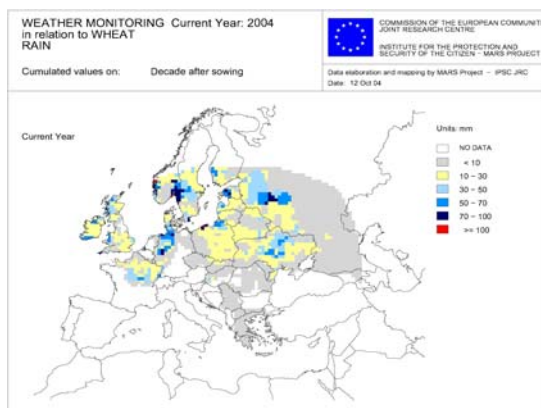 WEATHER MONITORING Current Year: 2004
in relation to WHEAT
RAIN
Cumulated values on: Decade after sowing
COMMISSION OF THE EUROPEAN COMMUNIT
JOINT RESEARCH CENTRE
INSTITUTE FOR THE PROTECTION AND
SECURITY OF THE CITIZEN - MARS PROJECT
Data elaboration and mapping by MARS Project - IPSC JRC
Date: 12 Oct 04
Current Year
Units: mm
NO DATA
< 10
10 - 30
30 - 50
50 - 70
70 - 100
>= 100